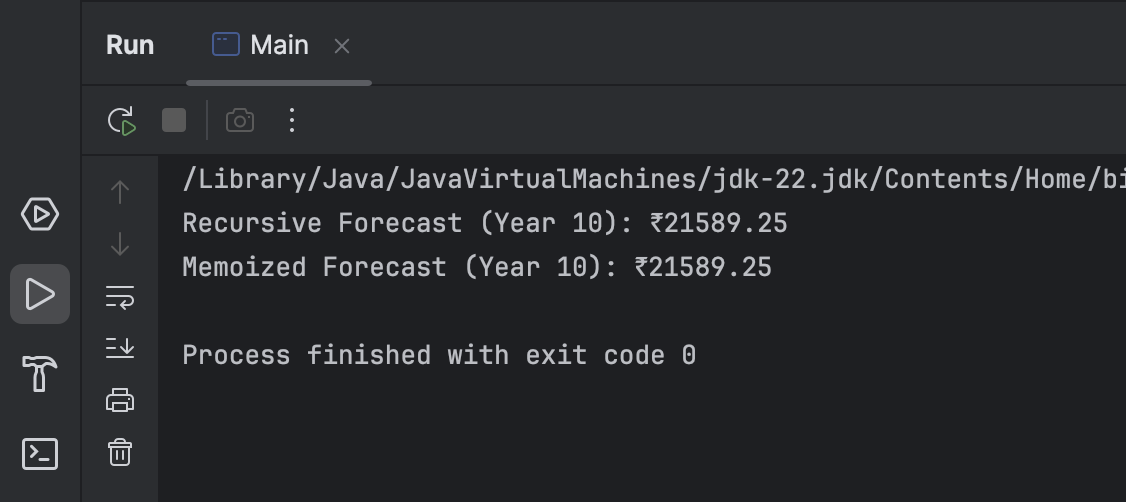 Run Main
/Library/Java/JavaVirtualMachines/jdk-22.jdk/Contents/Home/bi
Recursive Forecast (Year 10): ₹21589.25
Memoized Forecast (Year 10): ₹21589.25
Process finished with exit code 0